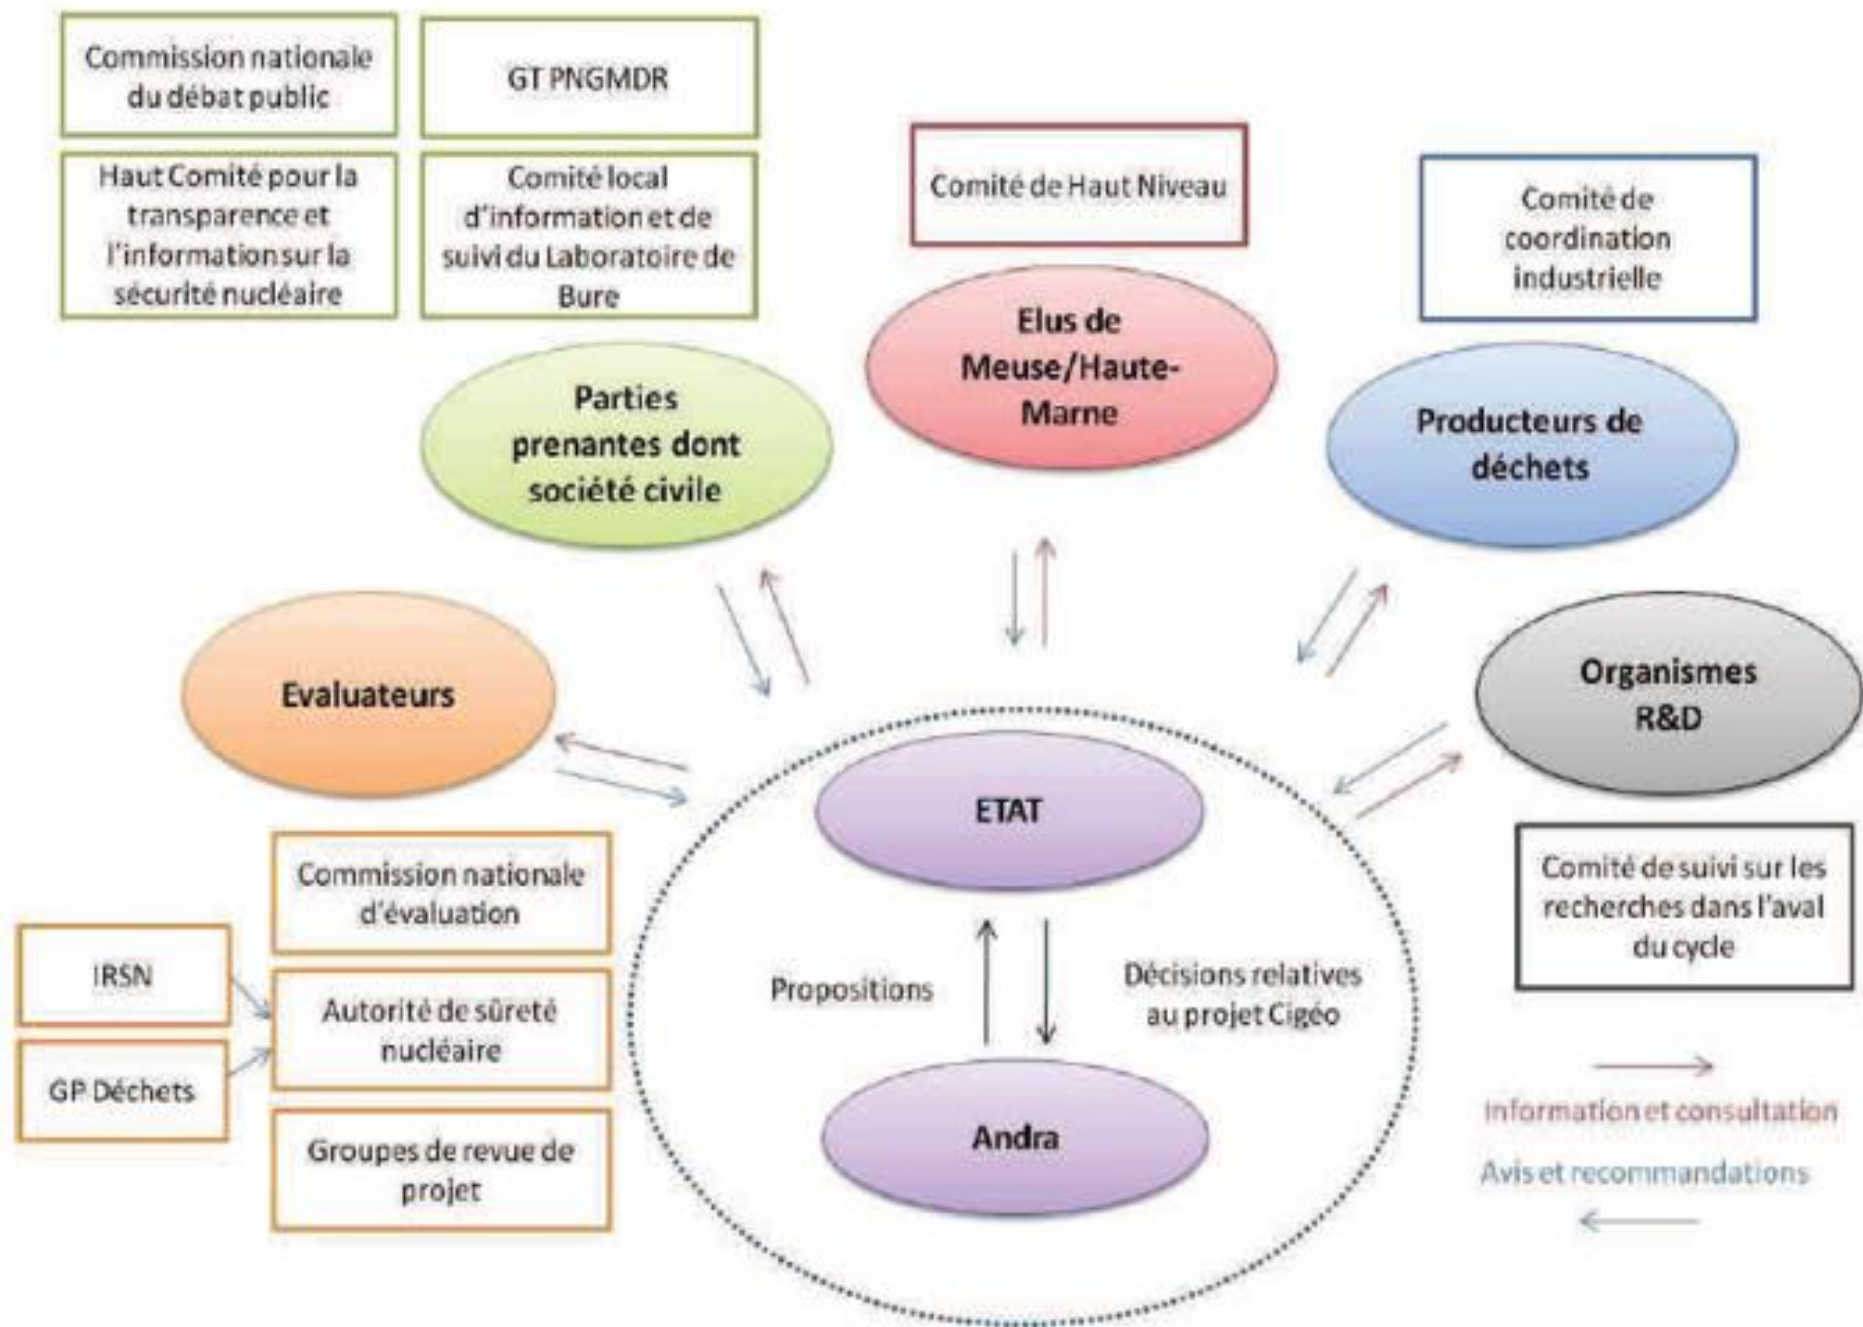 Commission nationale
du débat public
GT PNGMDR
Haut Comité pour la
transparence et
l'information sur la
sécurité nucléaire
Comité local
d'information et de
suivi du Laboratoire de
Bure
Comité de Haut Niveau
Comité de
coordination
industrielle
Parties
prenantes dont
société civile
Elus de
Meuse/Haute-
Marne
Producteurs de
déchets
Evaluateurs
Organismes
R&D
ETAT
Commission nationale
d'évaluation
IRSN
Autorité de sûreté
nucléaire
GP Déchets
Groupes de revue de
projet
Propositions
Décisions relatives
au projet Cigéo
Andra
Comité de suivi sur les
recherches dans l'aval
du cycle
Information et consultation
Avis et recommandations